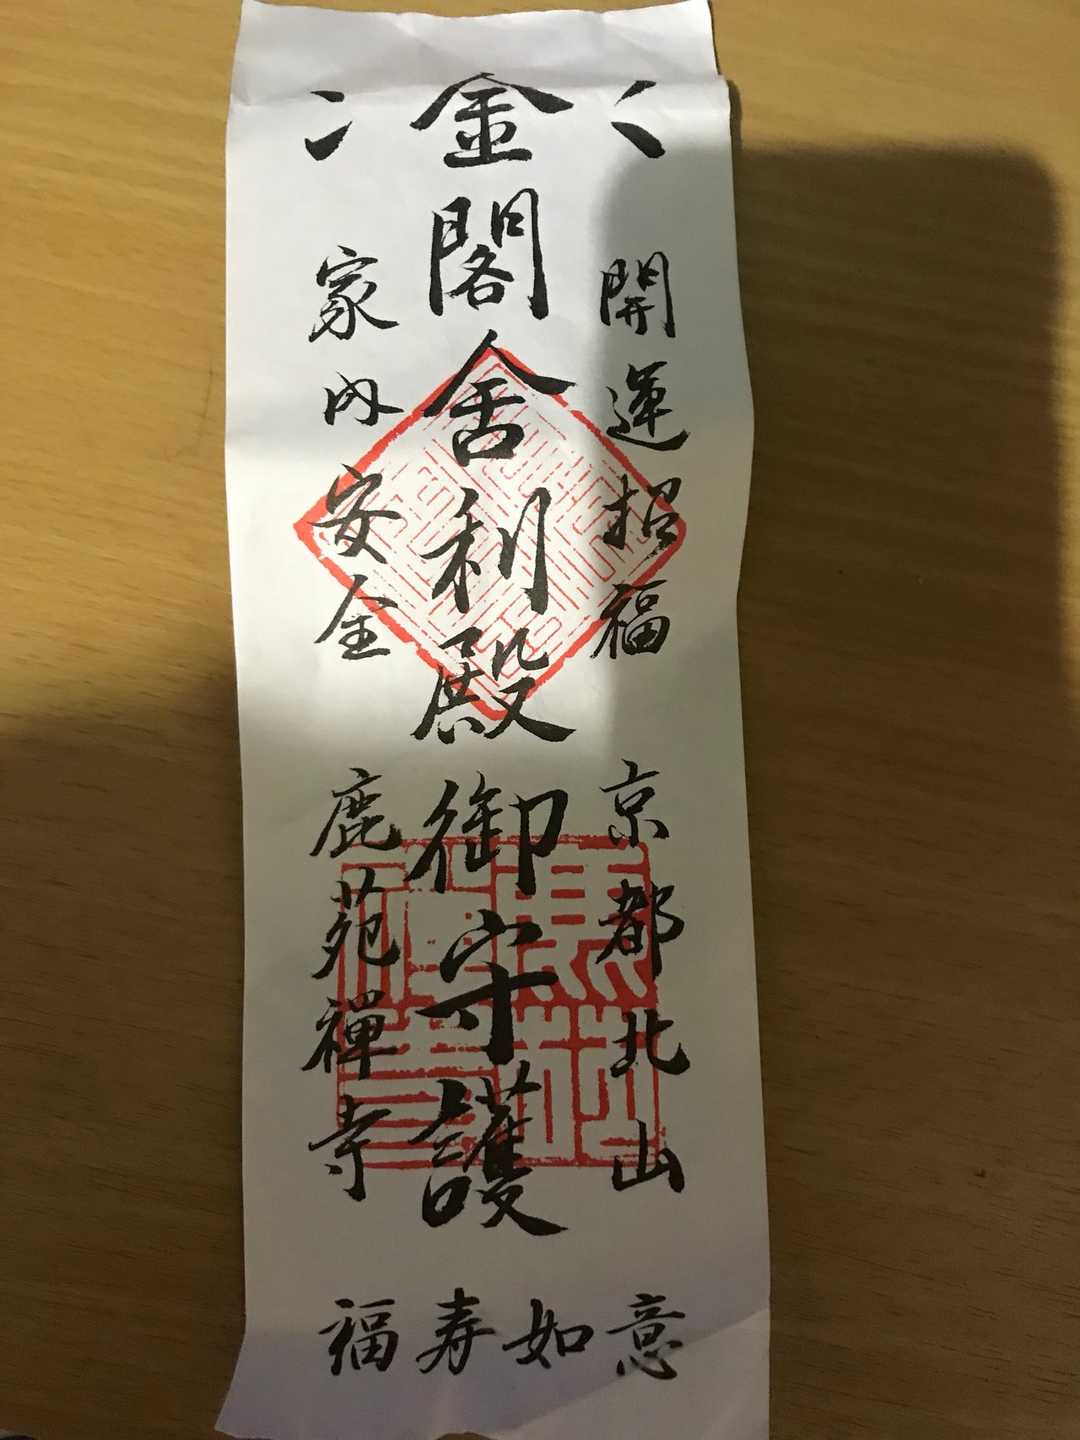 開運招福
京都北山
金閣舎利殿御守護
家内安全
鹿苑禅寺
福寿如意